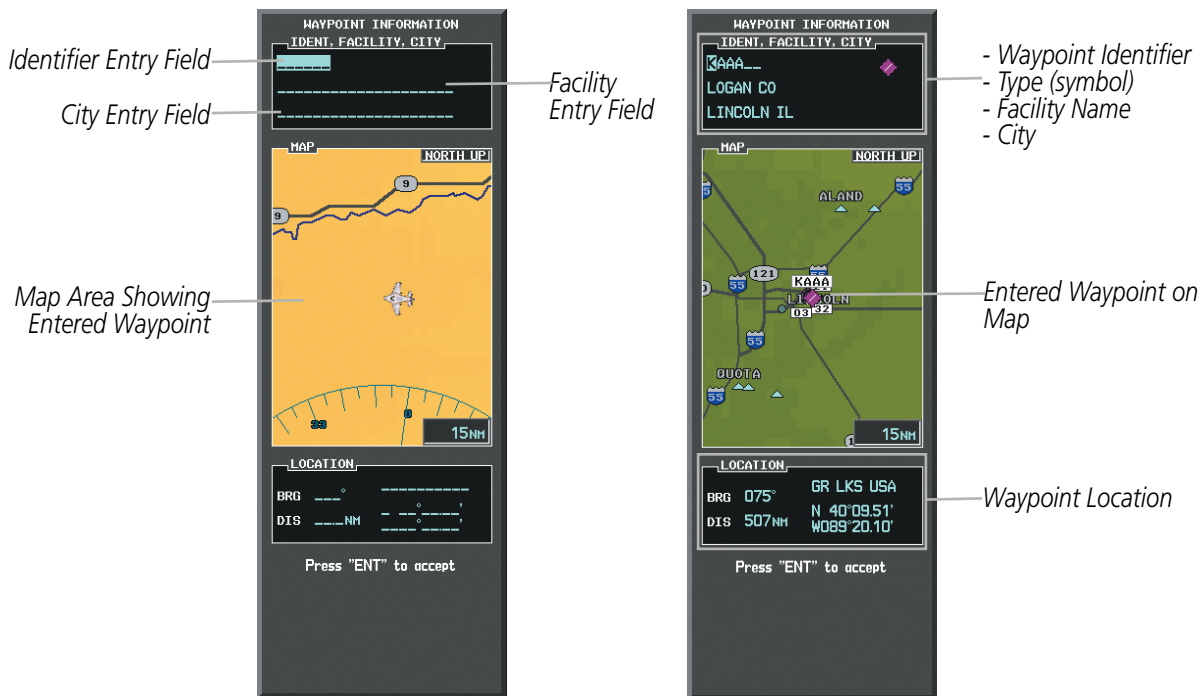 WAYPOINT INFORMATION
IDENT, FACILITY, CITY
Identifier Entry Field
Facility
Entry Field
City Entry Field
MAP
NORTH UP
9
9
Map Area Showing
Entered Waypoint
33
0
15NM
LOCATION
BRG ___°
DIS ___NM
Press "ENT" to accept
WAYPOINT INFORMATION
IDENT, FACILITY, CITY
KAAA__
LOGAN CO
LINCOLN IL
- Waypoint Identifier
- Type (symbol)
- Facility Name
- City
MAP
NORTH UP
55
55
ALAND
121
55
55
KAAA
LINCOLN
03
32
Entered Waypoint on
Map
55
QUOTA
55
15NM
LOCATION
BRG 075°
DIS 507NM
GR LKS USA
N 40°09.51'
W089°20.10'
Waypoint Location
Press "ENT" to accept